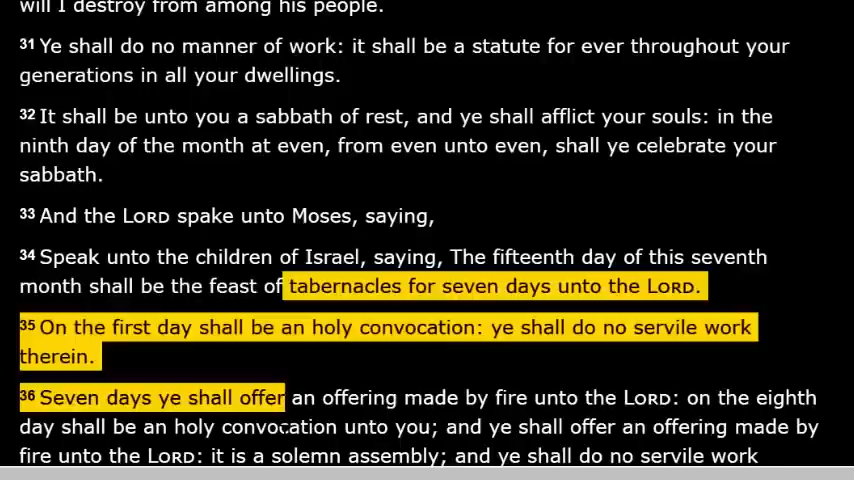 will I destroy from among his people.
31 Ye shall do no manner of work: it shall be a statute for ever throughout your
generations in all your dwellings.
32 It shall be unto you a sabbath of rest, and ye shall afflict your souls: in the
ninth day of the month at even, from even unto even, shall ye celebrate your
sabbath.
33 And the LORD spake unto Moses, saying,
34 Speak unto the children of Israel, saying, The fifteenth day of this seventh
month shall be the feast of tabernacles for seven days unto the LORD.
35 On the first day shall be an holy convocation: ye shall do no servile work
therein.
36 Seven days ye shall offer an offering made by fire unto the LORD: on the eighth
day shall be an holy convocation unto you; and ye shall offer an offering made by
fire unto the LORD: it is a solemn assembly; and ye shall do no servile work